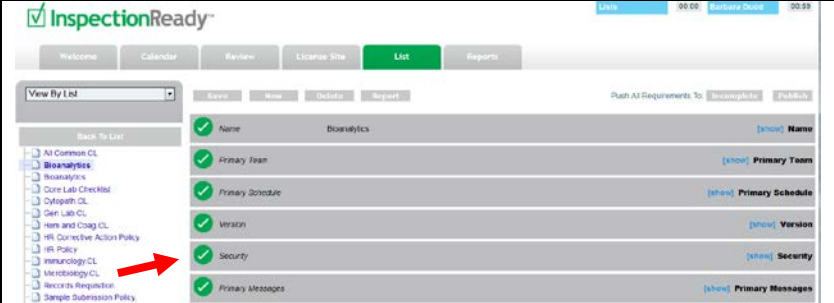 InspectionReady
Lists 00:00 Barbara Dodd 00:59
Welcome Calendar Review License Site List Reports
View By List
Save New Delete Report Push All Requirements To: Incomplete Publish
Back To List
Name Bioanalytics [show] Name
Primary Team [show] Primary Team
Primary Schedule [show] Primary Schedule
Version [show] Version
Security [show] Security
Primary Messages [show] Primary Messages
All Common CL
Bioanalytics
Bioanalytics
Core Lab Checklist
Cytopath CL
Gen Lab CL
Hem and Coag CL
HR Corrective Action Policy
HR Policy
Immunology CL
Microbiology CL
Records Requisition
Sample Submission Policy